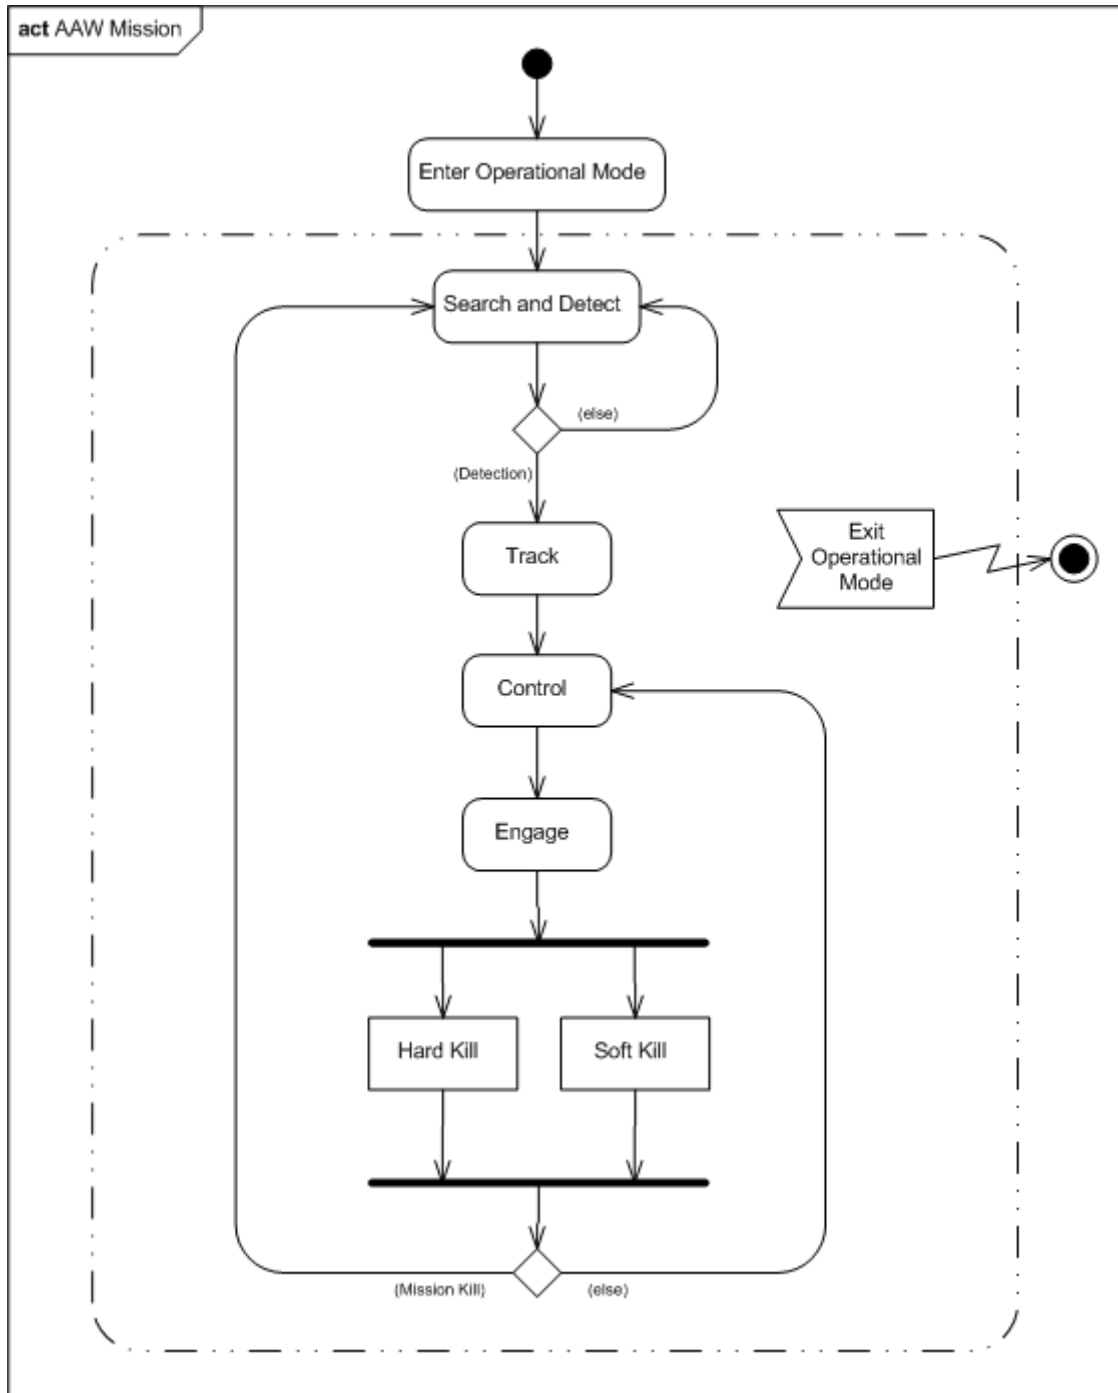 act AAW Mission
Enter Operational Mode
Search and Detect
(else)
(Detection)
Track
Exit
Operational
Mode
Control
Engage
Hard Kill
Soft Kill
(Mission Kill)
(else)